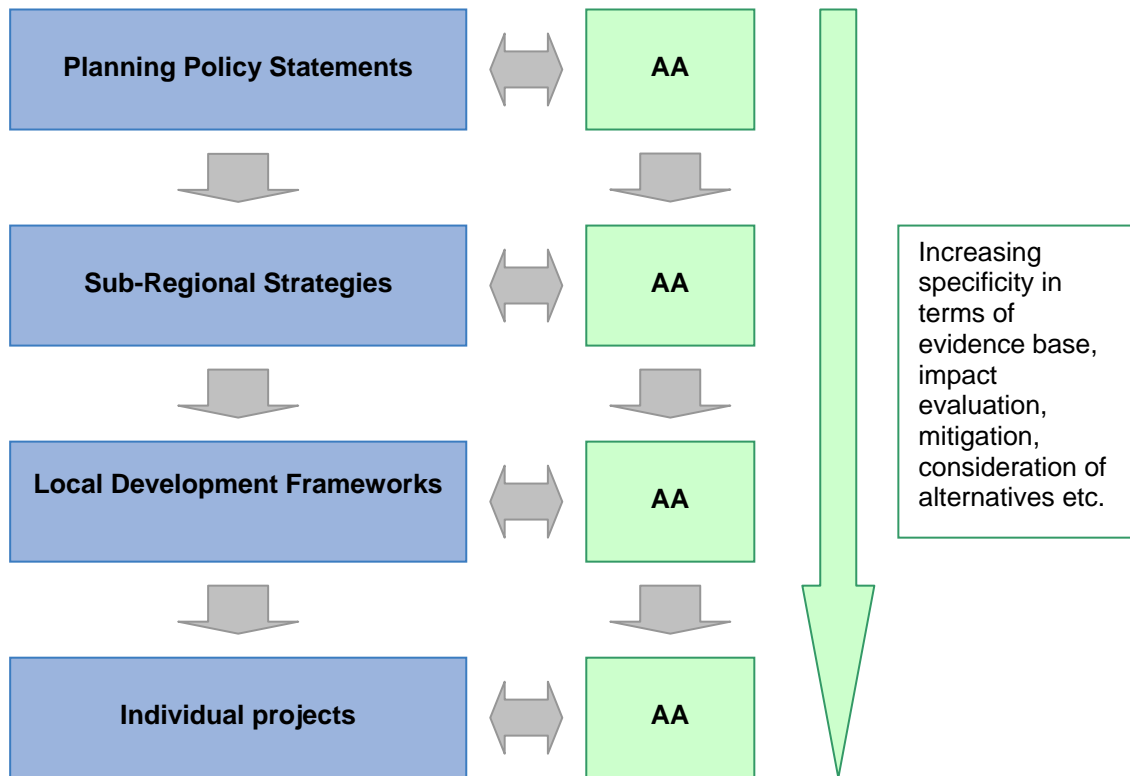 Planning Policy Statements
AA
Sub-Regional Strategies
AA
Increasing
specificity in
terms of
evidence base,
impact
evaluation,
mitigation,
consideration of
alternatives etc.
Local Development Frameworks
AA
Individual projects
AA